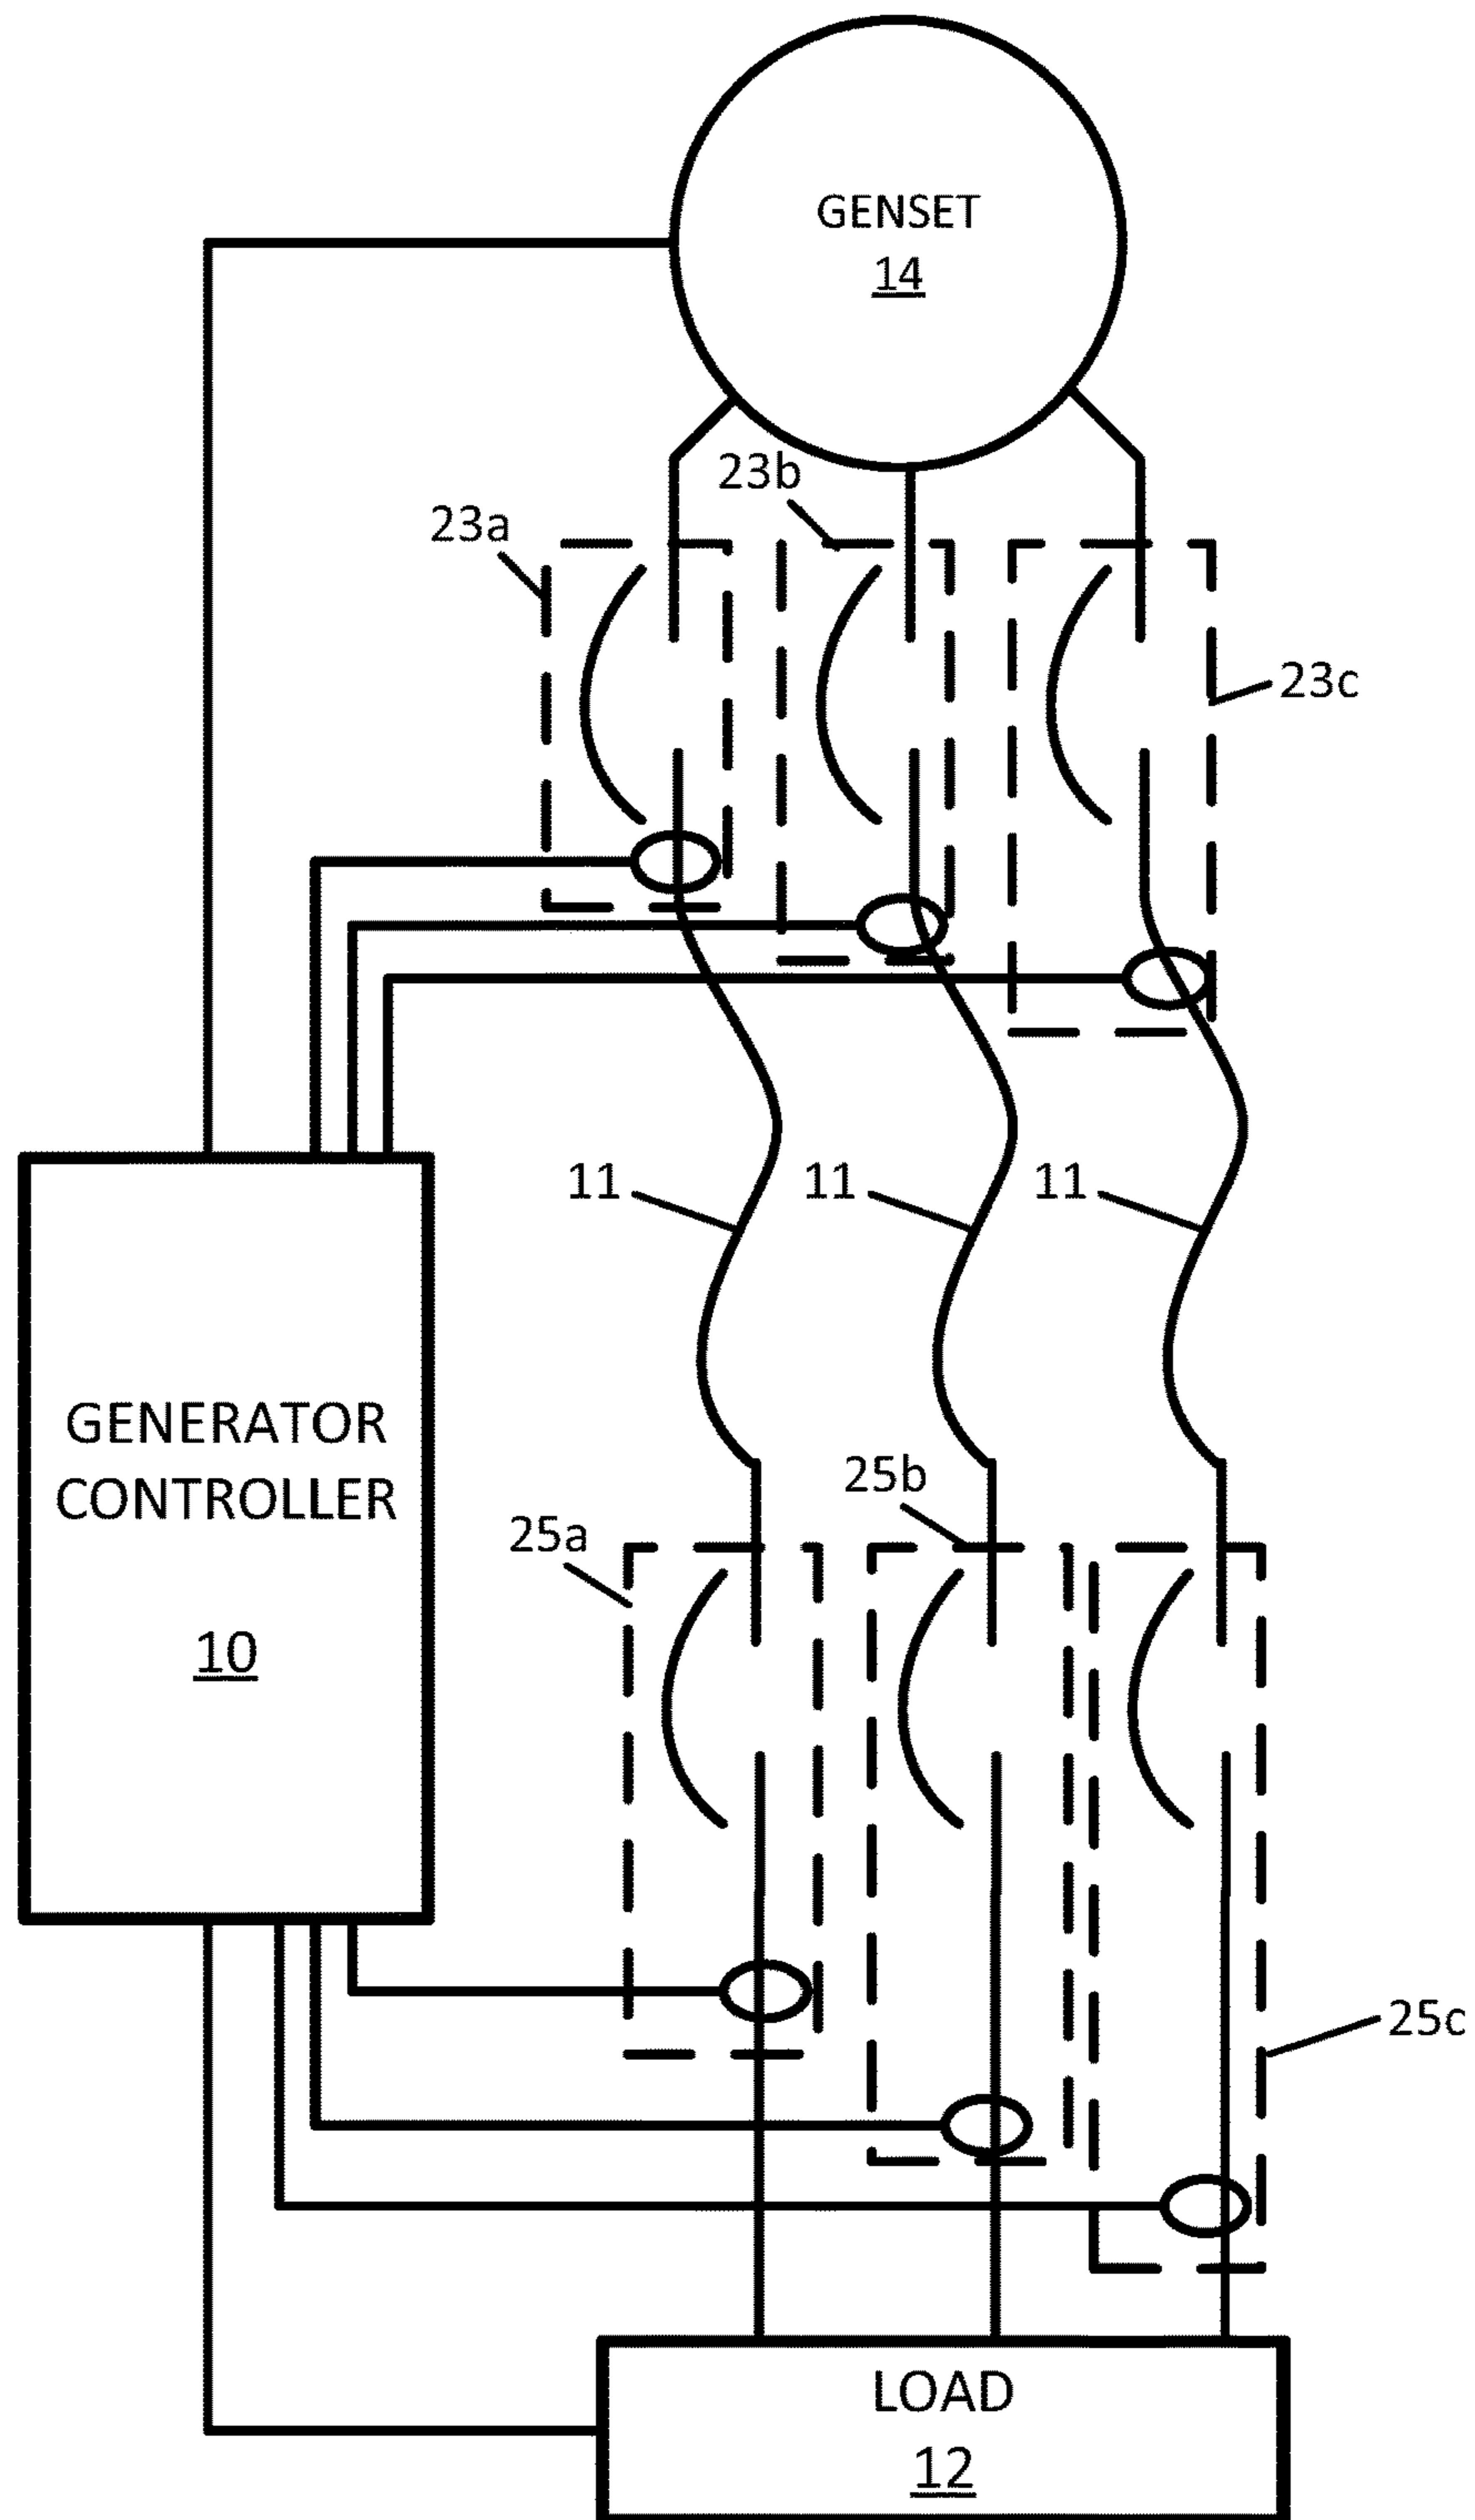 GENSET
14
23b
23a
23c
11 11 11
GENERATOR
CONTROLLER
10
25b
25a
25c
LOAD
12